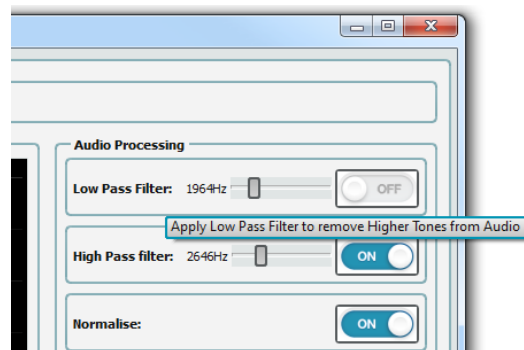 Audio Processing
Low Pass Filter: 1964Hz OFF
Apply Low Pass Filter to remove Higher Tones from Audio
High Pass filter: 2646Hz ON
Normalise: ON